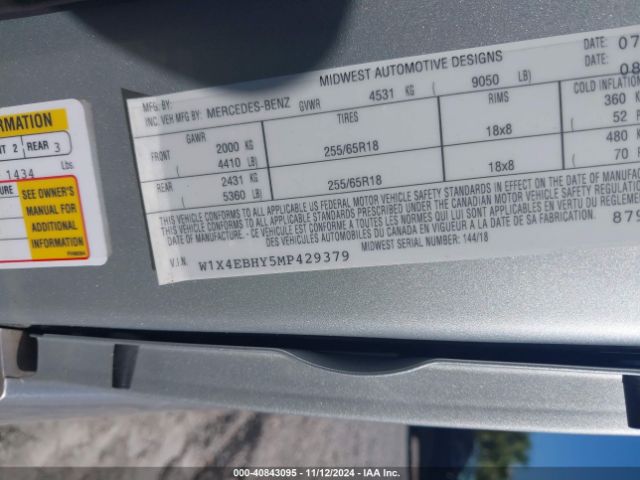 MIDWEST AUTOMOTIVE DESIGNS
DATE: 07
MFG. BY:
INC. VEH MFG. BY: MERCEDES-BENZ GVWR 4531 KG ( 9050 LB)
DATE: 08
GAWR TIRES RIMS COLD INFLATION
FRONT 2000 KG 255/65R18 18x8 360
( 4410 LB) ( 52
REAR 2431 KG 255/65R18 18x8 480
( 5360 LB) ( 70
THIS VEHICLE CONFORMS TO ALL APPLICABLE US FEDERAL MOTOR VEHICLE SAFETY STANDARDS IN EFFECT ON THE DATE OF MANUFAC
THIS VEHICLE CONFORMS TO ALL APPLICABLE STANDARDS PRESCRIBED UNDER THE CANADIAN MOTOR VEHICLE SAFETY REGULAT
DATE OF MANUFACTURE.
DES VÉHICULES AUTOMOBILES DU CANADA EN VIGUEUR A LA DATE DE SA FABRICATION.
MIDWEST SERIAL NUMBER: 144/18
879
V.I.N. W1X4EBHY5MP429379
RMATION
NT 2 REAR 3
1434 Lbs.
URE
SEE OWNER'S
MANUAL FOR
ADDITIONAL
INFORMATION
000-40843095 - 11/12/2024 - IAA Inc.